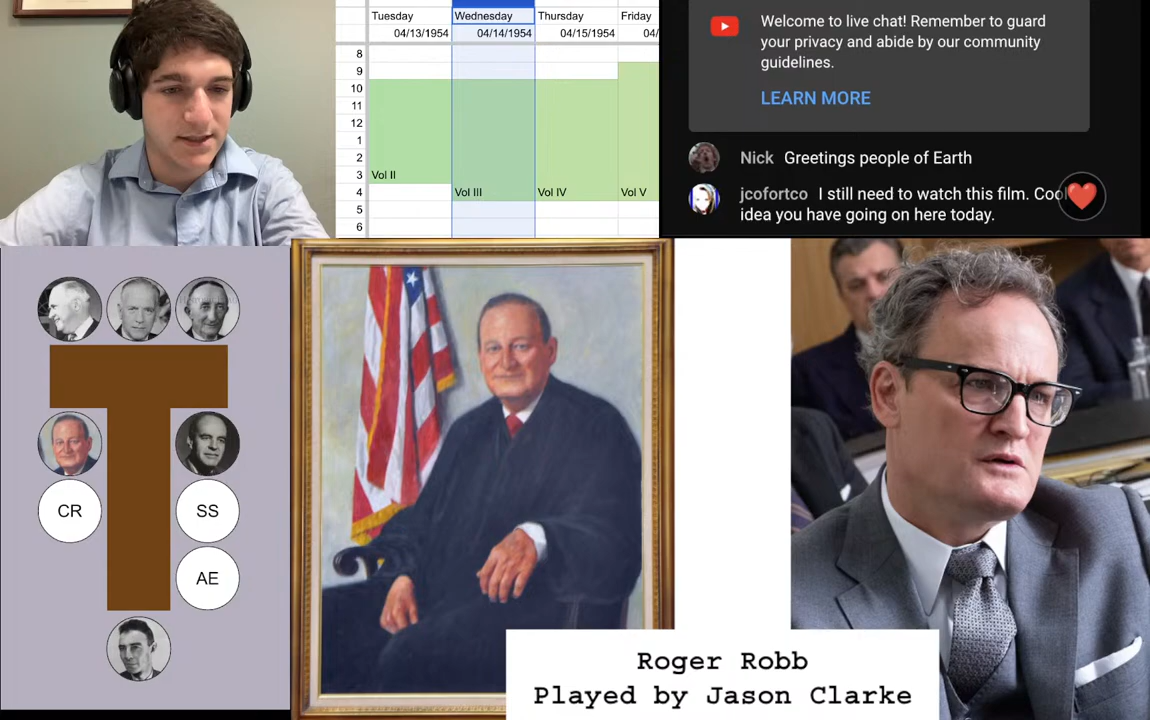 Tuesday
Wednesday
Thursday
Friday
04/13/1954
04/14/1954
04/15/1954
04/
8
9
10
11
12
1
2
3
4
5
6
Vol II
Vol III
Vol IV
Vol V
Welcome to live chat! Remember to guard
your privacy and abide by our community
guidelines.
LEARN MORE
Nick Greetings people of Earth
jcofortco I still need to watch this film. Cool
idea you have going on here today.
CR
SS
AE
Roger Robb
Played by Jason Clarke